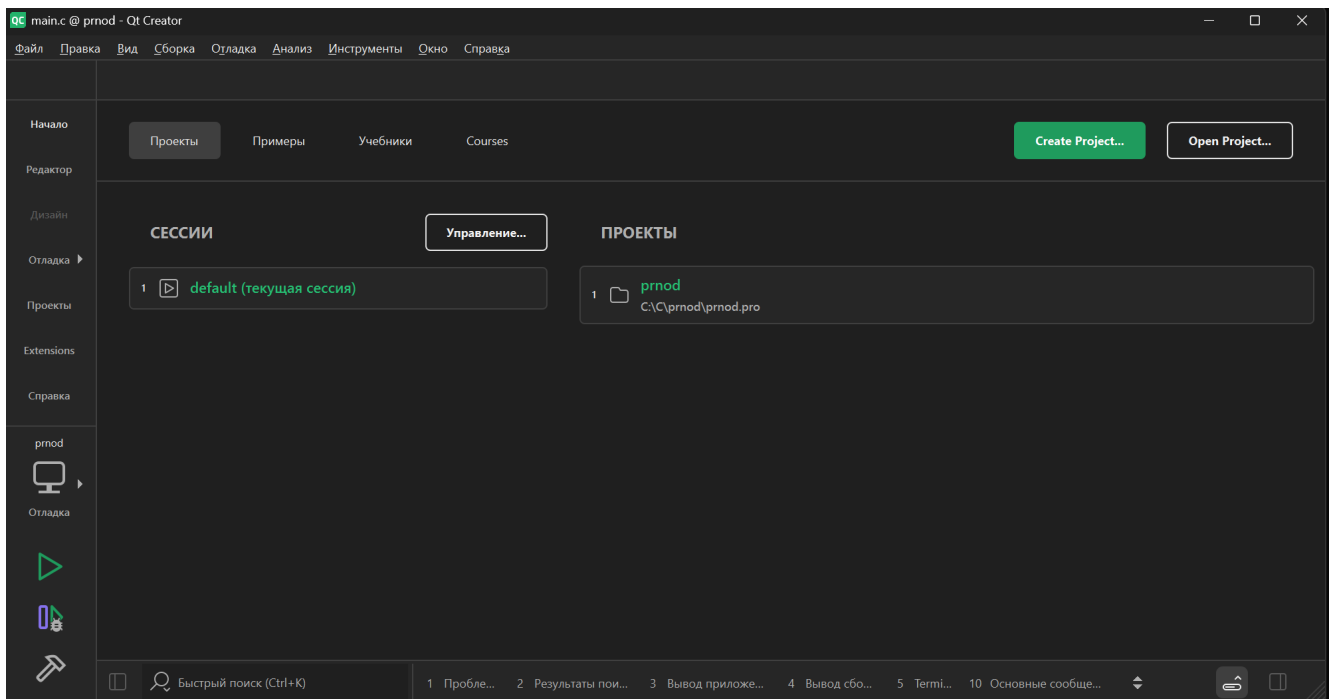 QC main.c @ prnod - Qt Creator
Файл Правка Вид Сборка Отладка Анализ Инструменты Окно Справка
Начало
Проекты Примеры Учебники Courses Create Project... Open Project...
Редактор
Дизайн
СЕССИИ Управление... ПРОЕКТЫ
Отладка
1 default (текущая сессия)
1 prnod
C:\C\prnod\prnod.pro
Проекты
Extensions
Справка
prnod
Отладка
Быстрый поиск (Ctrl+K) 1 Пробле... 2 Результаты пои... 3 Вывод приложе... 4 Вывод сбо... 5 Termi... 10 Основные сообще...